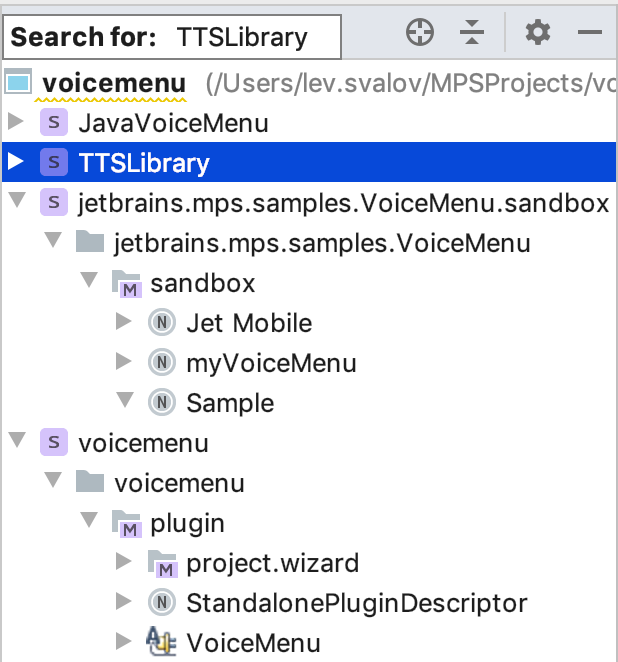 Search for: TTSLibrary
voicemenu (/Users/lev.svalov/MPSProjects/vo
S JavaVoiceMenu
S TTSLibrary
S jetbrains.mps.samples.VoiceMenu.sandbox
jetbrains.mps.samples.VoiceMenu
M sandbox
N Jet Mobile
N myVoiceMenu
N Sample
S voicemenu
voicemenu
M plugin
M project.wizard
N StandalonePluginDescriptor
VoiceMenu